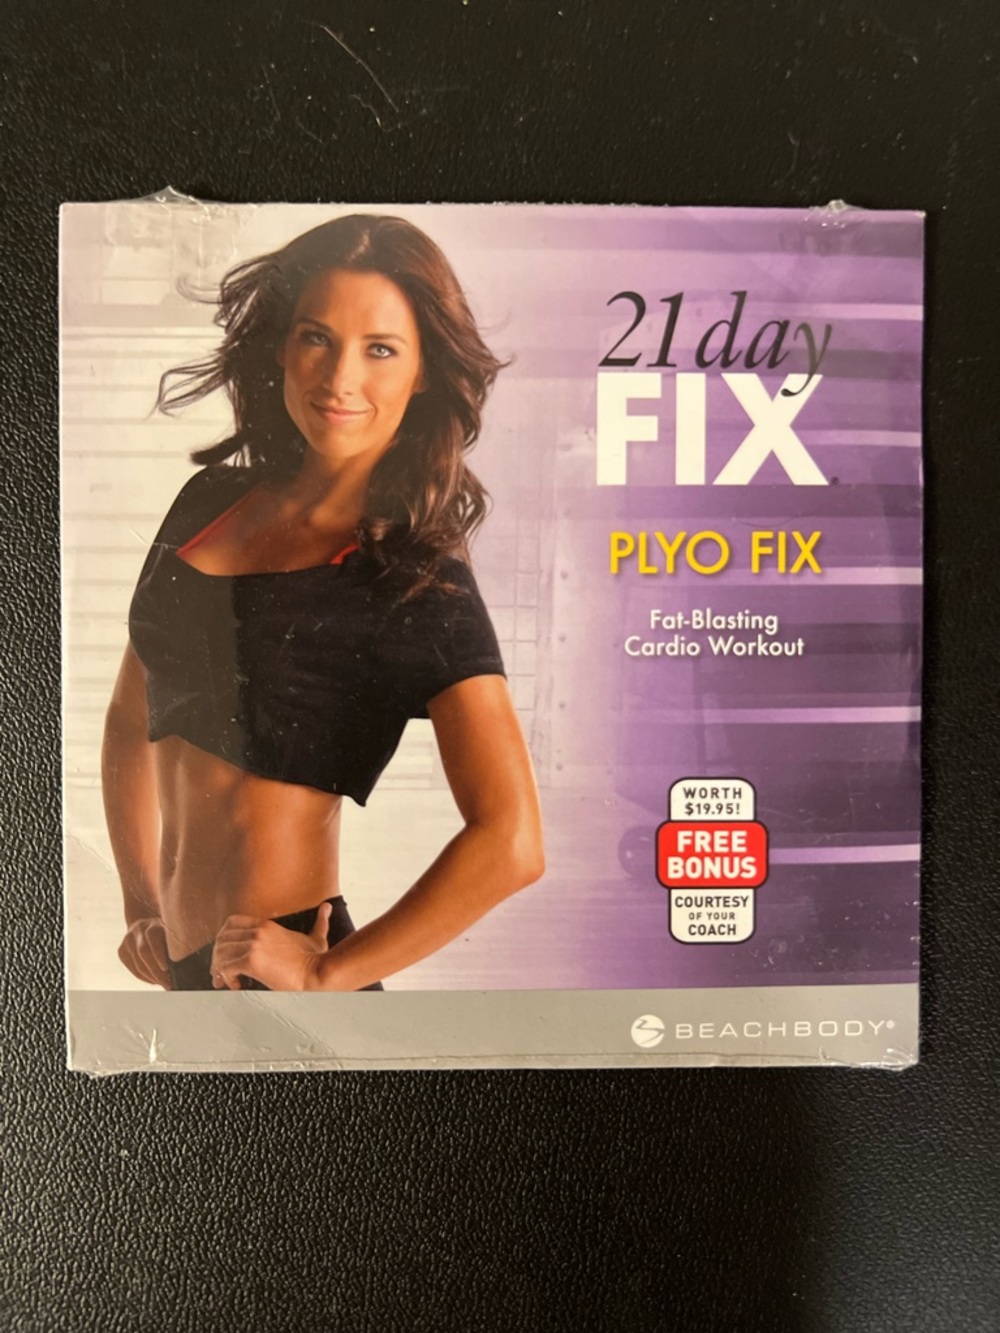 21 day
FIX
PLYO FIX
Fat-Blasting
Cardio Workout
WORTH
$19.95!
FREE
BONUS
COURTESY
OF YOUR
COACH
BEACHBODY®